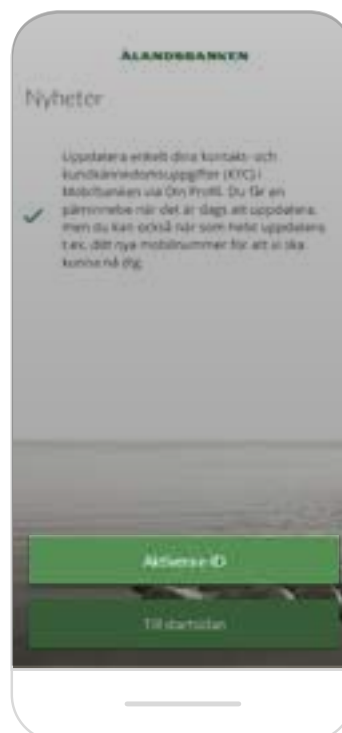 ÅLANDSBANKEN
Nyheter
Uppdatera enkelt dina kontakt- och
kundkännedomsuppgifter (KYC) i
Mobilbanken via Din Profil. Du får en
påminnelse när det är dags att uppdatera,
men du kan också när som helst uppdatera
t.ex. ditt nya mobilnummer för att vi ska
kunna nå dig.
Aktivera ID
Till startsidan